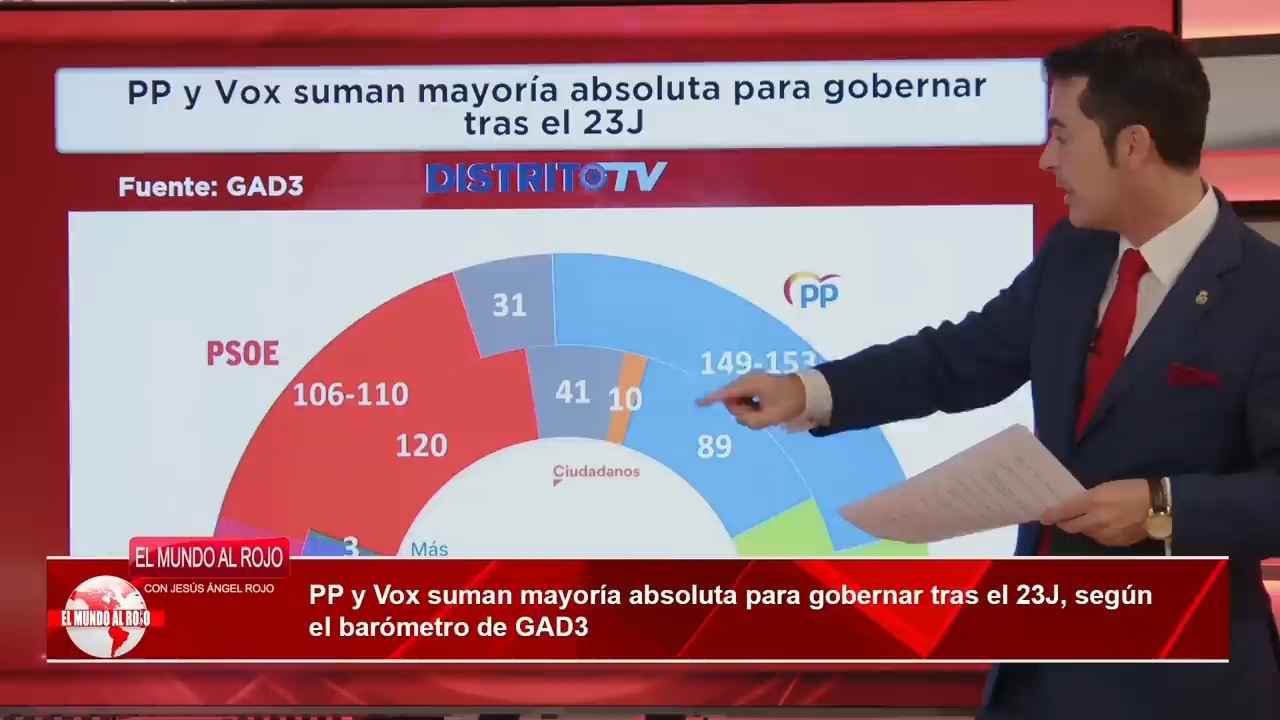 PP y Vox suman mayoría absoluta para gobernar
tras el 23J
Fuente: GAD3
DISTRITOTV
31
PP
PSOE
149-153
106-110
41
10
120
89
Ciudadanos
3
Más
EL MUNDO AL ROJO
CON JESÚS ÁNGEL ROJO
EL MUNDO AL ROJO
PP y Vox suman mayoría absoluta para gobernar tras el 23J, según
el barómetro de GAD3